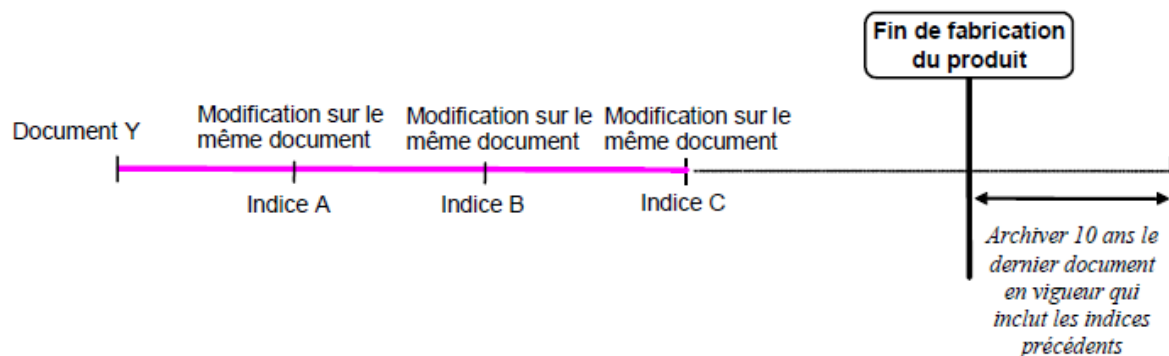 Fin de fabrication
du produit
Document Y
Modification sur le
même document
Modification sur le
même document
Modification sur le
même document
Indice A
Indice B
Indice C
Archiver 10 ans le
dernier document
en vigueur qui
inclut les indices
précédents